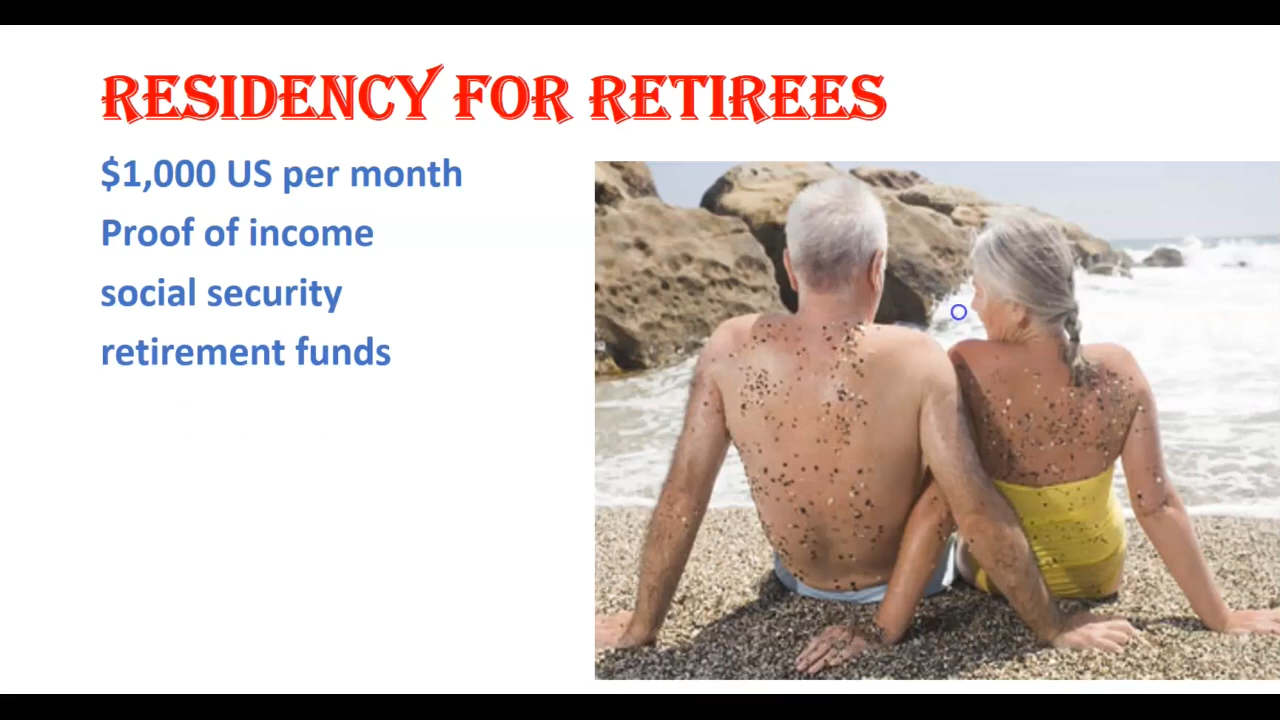 RESIDENCY FOR RETIREES
$1,000 US per month
Proof of income
social security
retirement funds